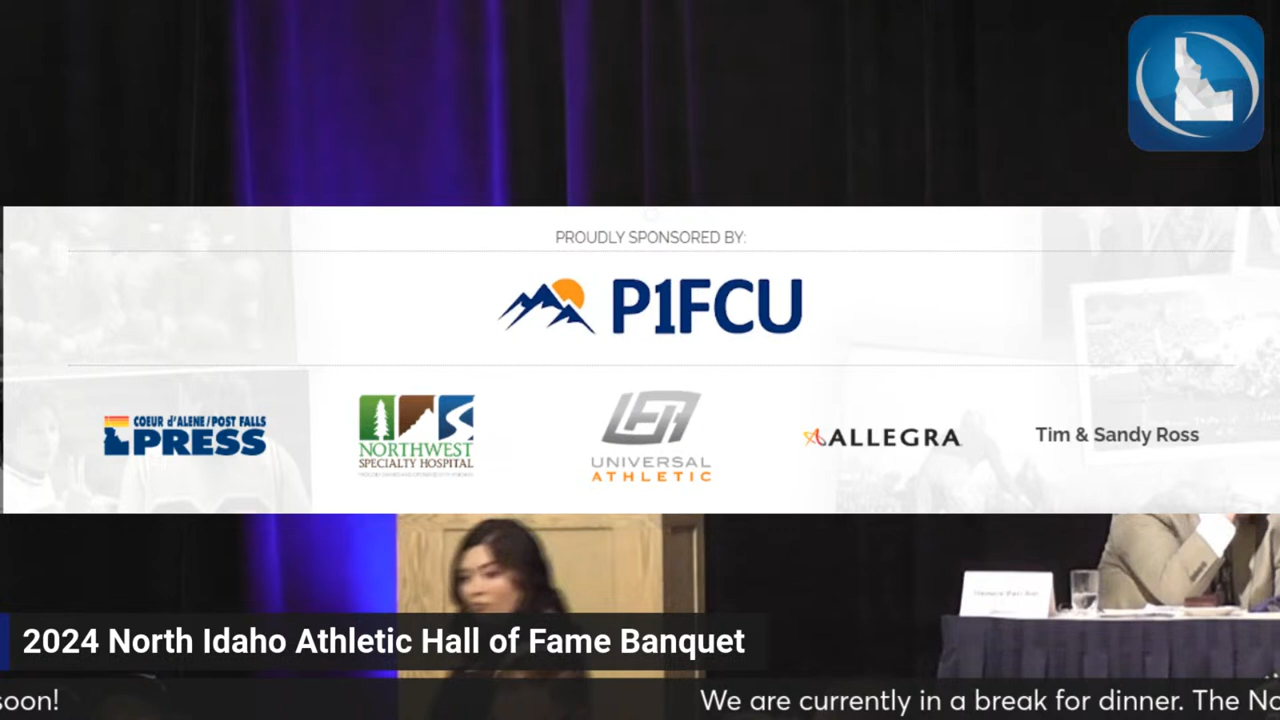 PROUDLY SPONSORED BY:
P1FCU
COEUR d'ALENE/POST FALLS
PRESS
NORTHWEST
SPECIALTY HOSPITAL
UNIVERSAL
ATHLETIC
ALLEGRA
Tim & Sandy Ross
2024 North Idaho Athletic Hall of Fame Banquet
soon!
We are currently in a break for dinner. The No